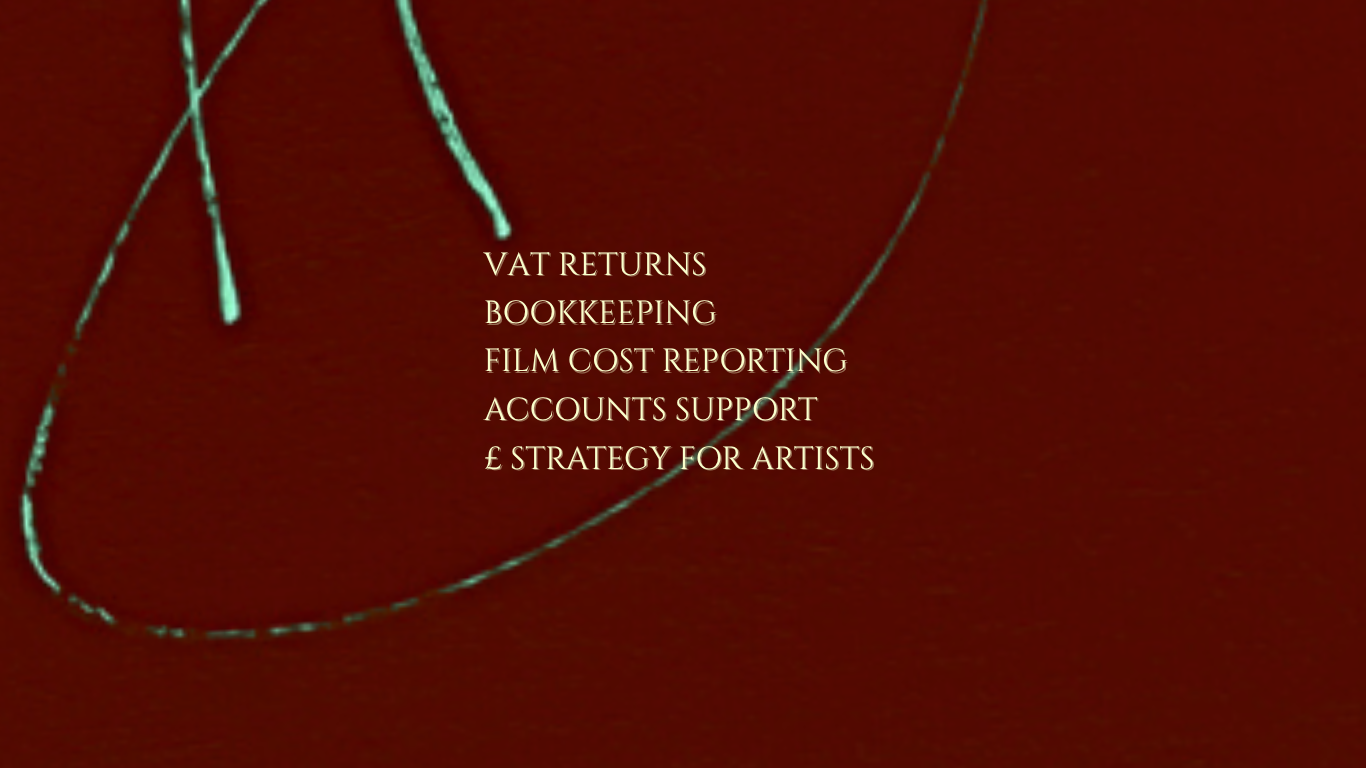 VAT RETURNS
BOOKKEEPING
FILM COST REPORTING
ACCOUNTS SUPPORT
£ STRATEGY FOR ARTISTS